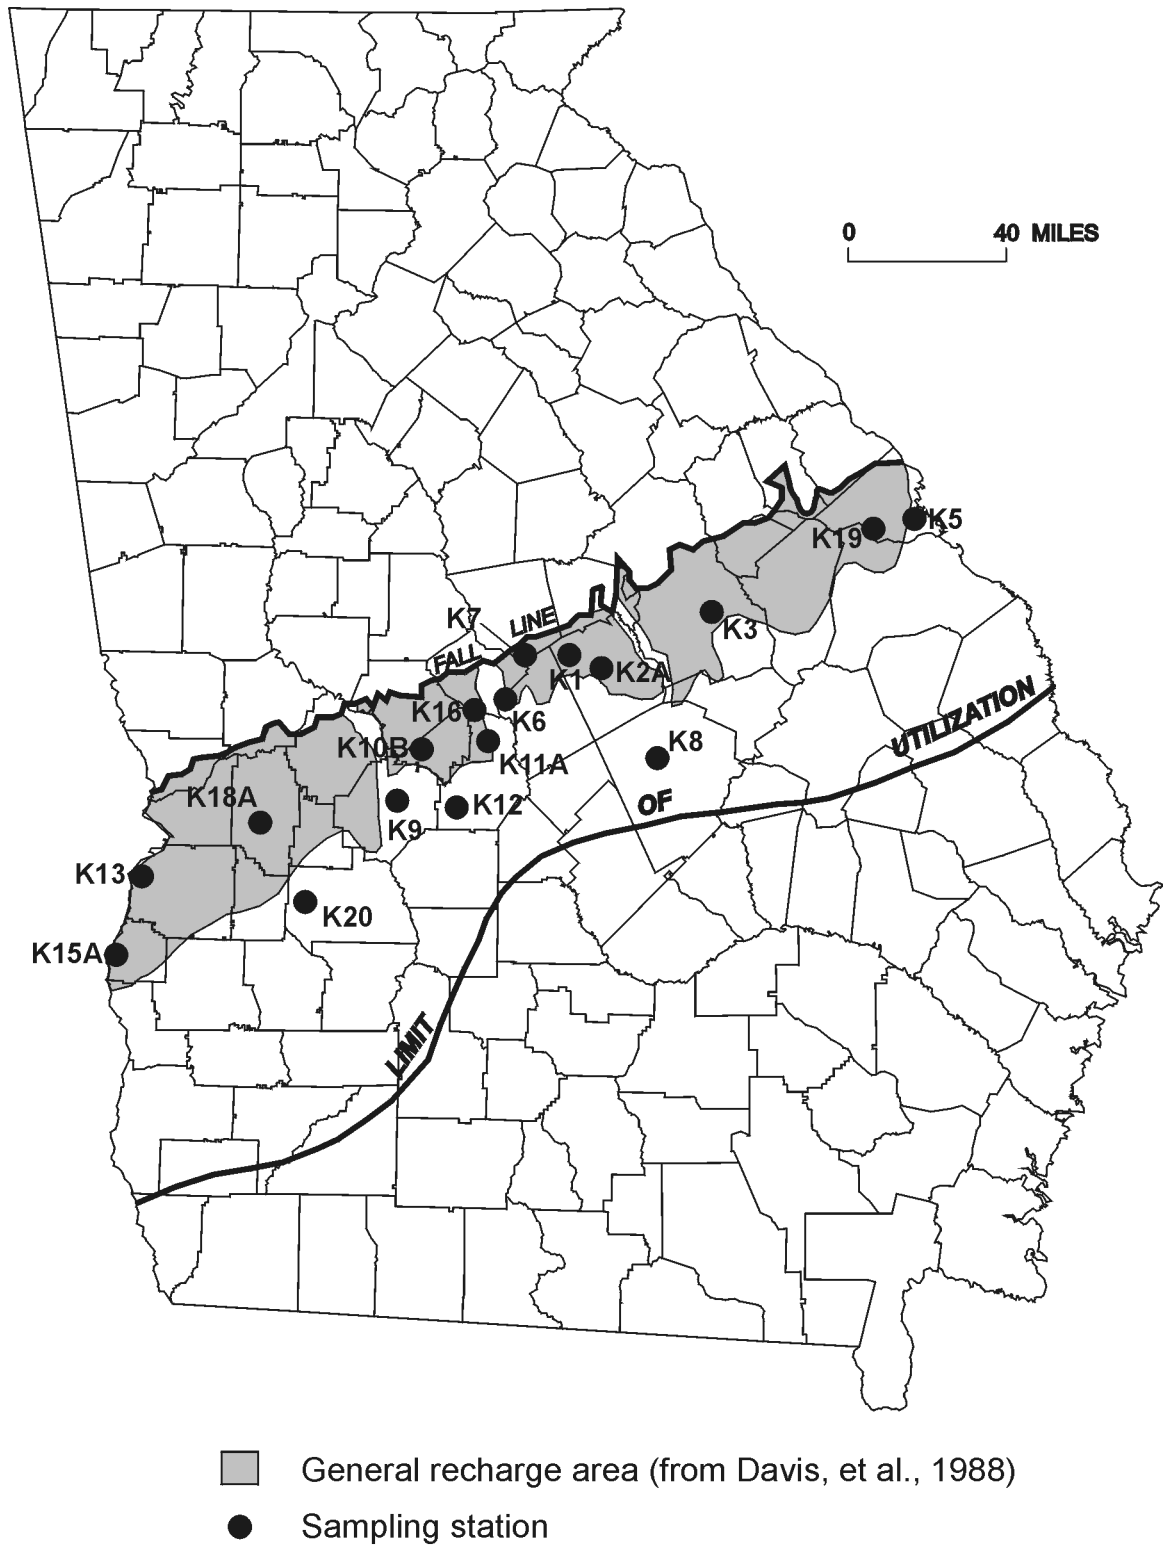 0 40 MILES
K5
K19
K7
LINE
K3
FALL
K1
K2A
K16
K6
UTILIZATION
K10B
K11A
K8
K18A
OF
K12
K9
K13
K20
K15A
LIMIT
General recharge area (from Davis, et al., 1988)
Sampling station